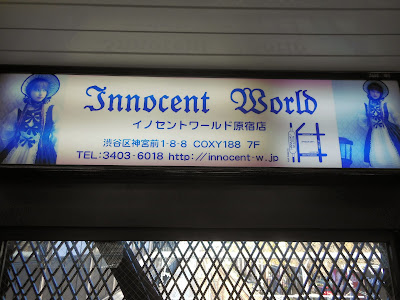 Innocent World
イノセントワールド原宿店
渋谷区神宮前1-8-8 COXY188 7F
TEL:3403-6018 http://innocent-w.jp